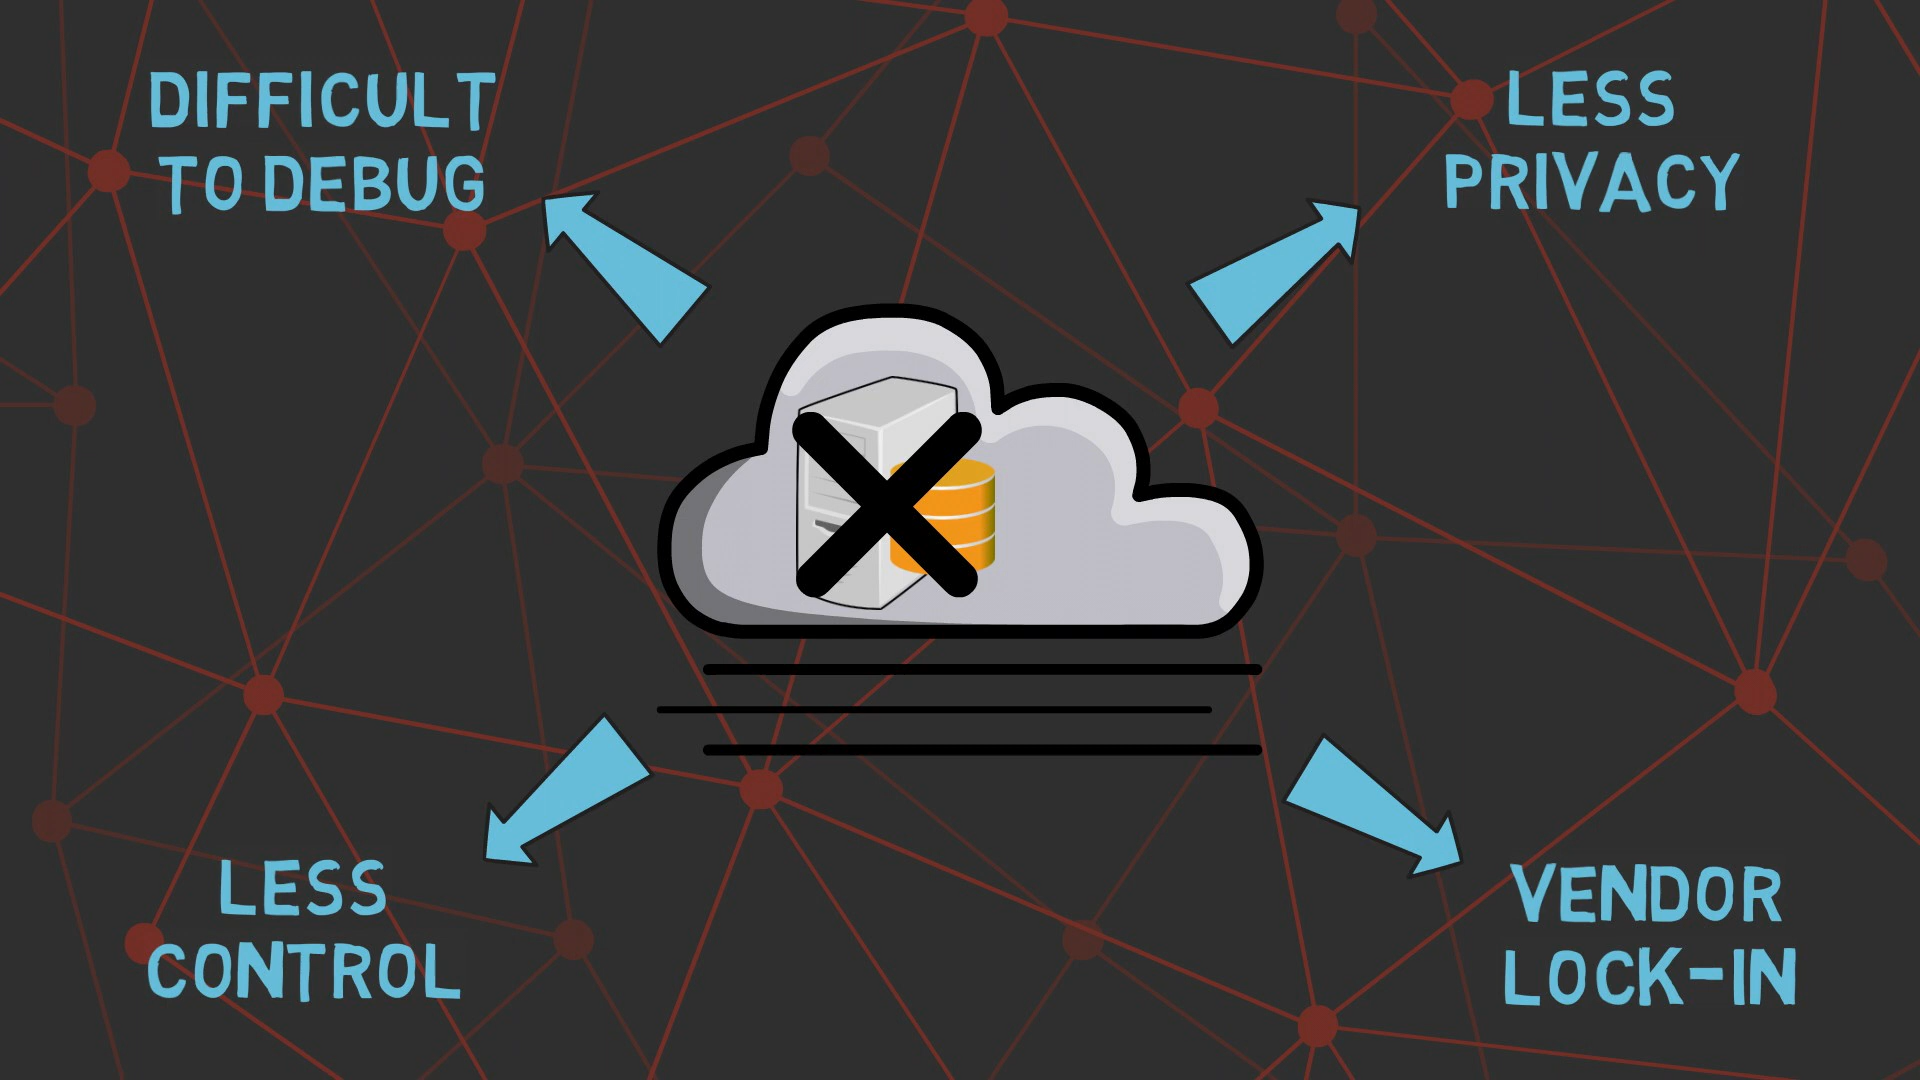 DIFFICULT
TO DEBUG
LESS
PRIVACY
LESS
CONTROL
VENDOR
LOCK-IN